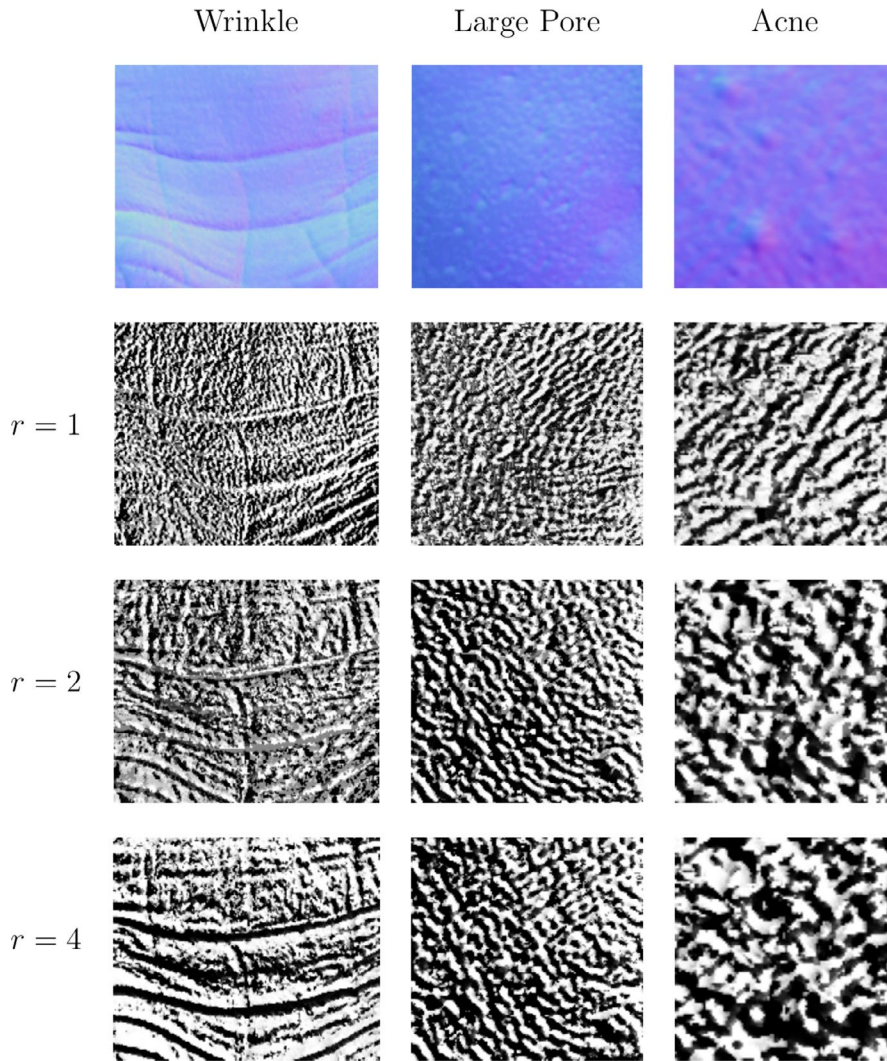 Wrinkle Large Pore Acne
r = 1
r = 2
r = 4